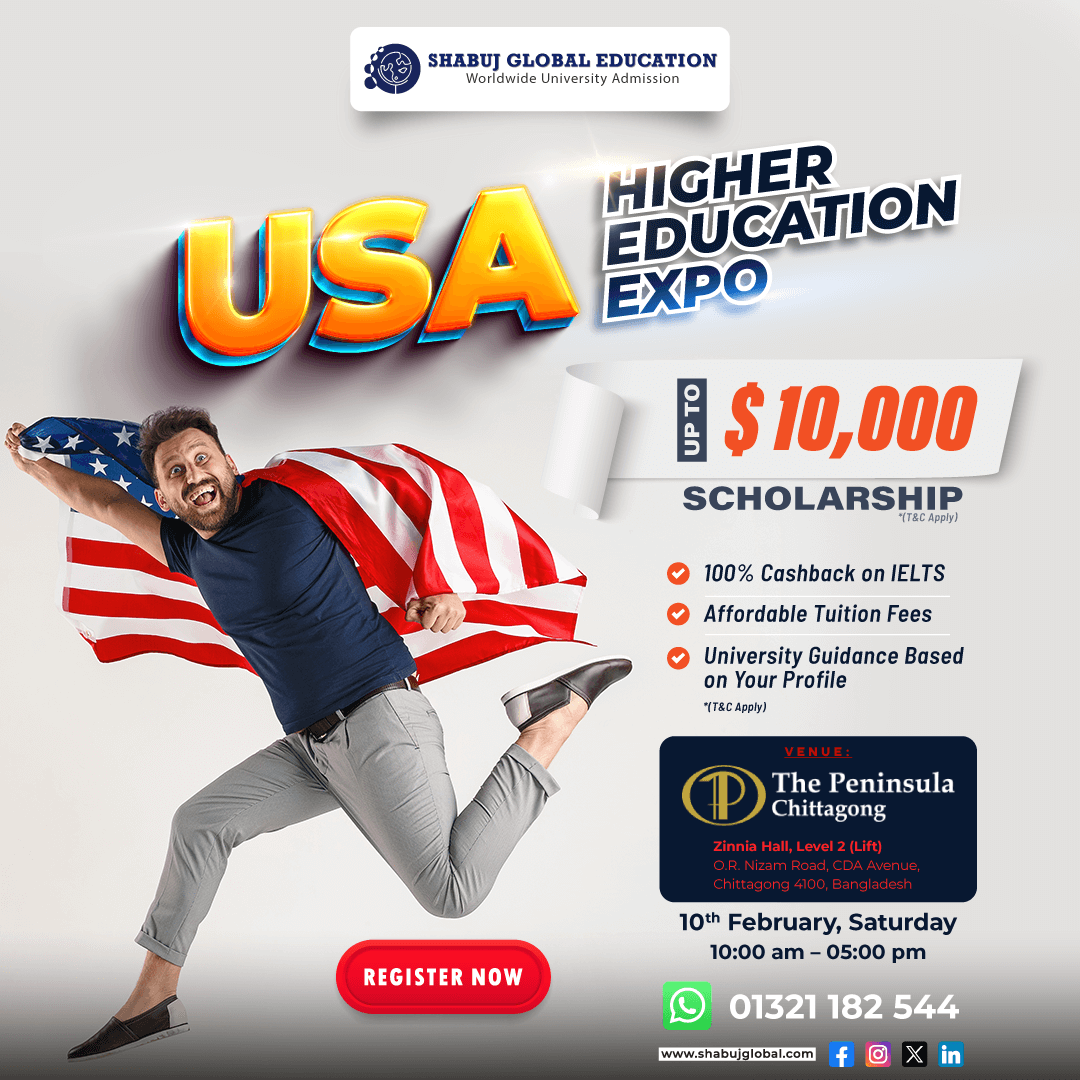 SHABUJ GLOBAL EDUCATION
Worldwide University Admission
USA
HIGHER
EDUCATION
EXPO
UP TO
$ 10,000
SCHOLARSHIP
*(T&C Apply)
100% Cashback on IELTS
Affordable Tuition Fees
University Guidance Based
on Your Profile
*(T&C Apply)
VENUE:
The Peninsula
Chittagong
Zinnia Hall, Level 2 (Lift)
O.R. Nizam Road, CDA Avenue,
Chittagong 4100, Bangladesh
10th February, Saturday
10:00 am – 05:00 pm
REGISTER NOW
01321 182 544
www.shabujglobal.com